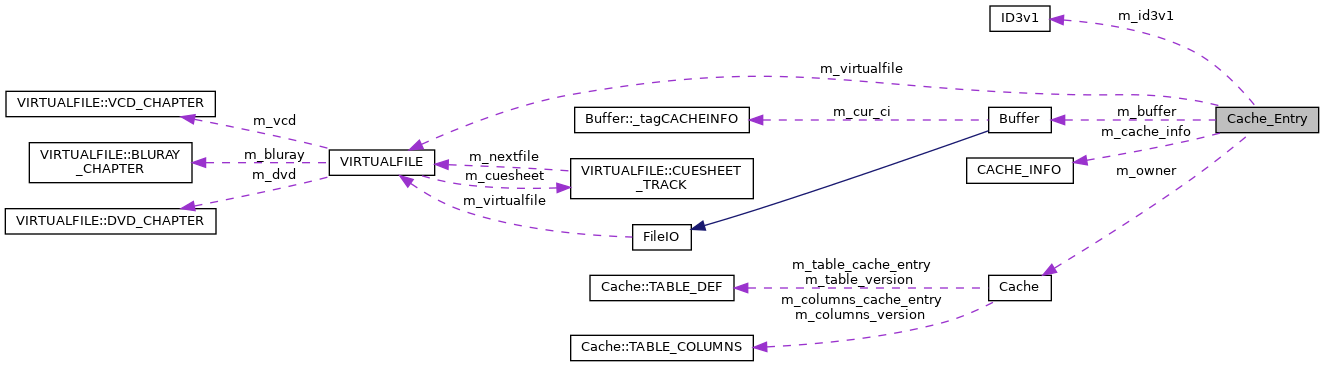 ID3v1
m_id3v1
m_virtualfile
VIRTUALFILE::VCD_CHAPTER
m_vcd
Buffer::_tagCACHEINFO
m_cur_ci
Buffer
m_buffer
Cache_Entry
m_cache_info
VIRTUALFILE::BLURAY
_CHAPTER
m_bluray
m_dvd
VIRTUALFILE
m_nextfile
m_cuesheet
m_virtualfile
VIRTUALFILE::CUESHEET
_TRACK
CACHE_INFO
m_owner
VIRTUALFILE::DVD_CHAPTER
FileIO
m_table_cache_entry
m_table_version
Cache::TABLE_DEF
Cache
m_columns_cache_entry
m_columns_version
Cache::TABLE_COLUMNS